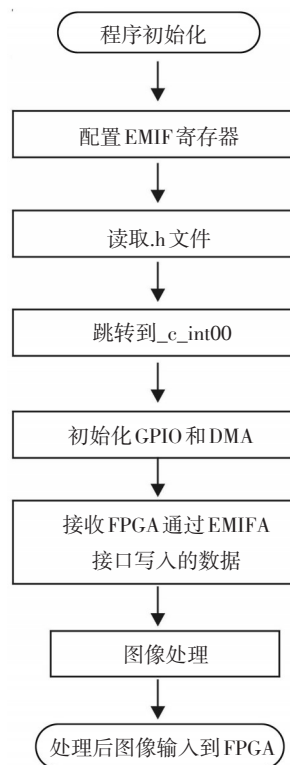 程序初始化
配置EMIF寄存器
读取.h文件
跳转到_c_int00
初始化GPIO和DMA
接收FPGA通过EMIFA
接口写入的数据
图像处理
处理后图像输入到FPGA